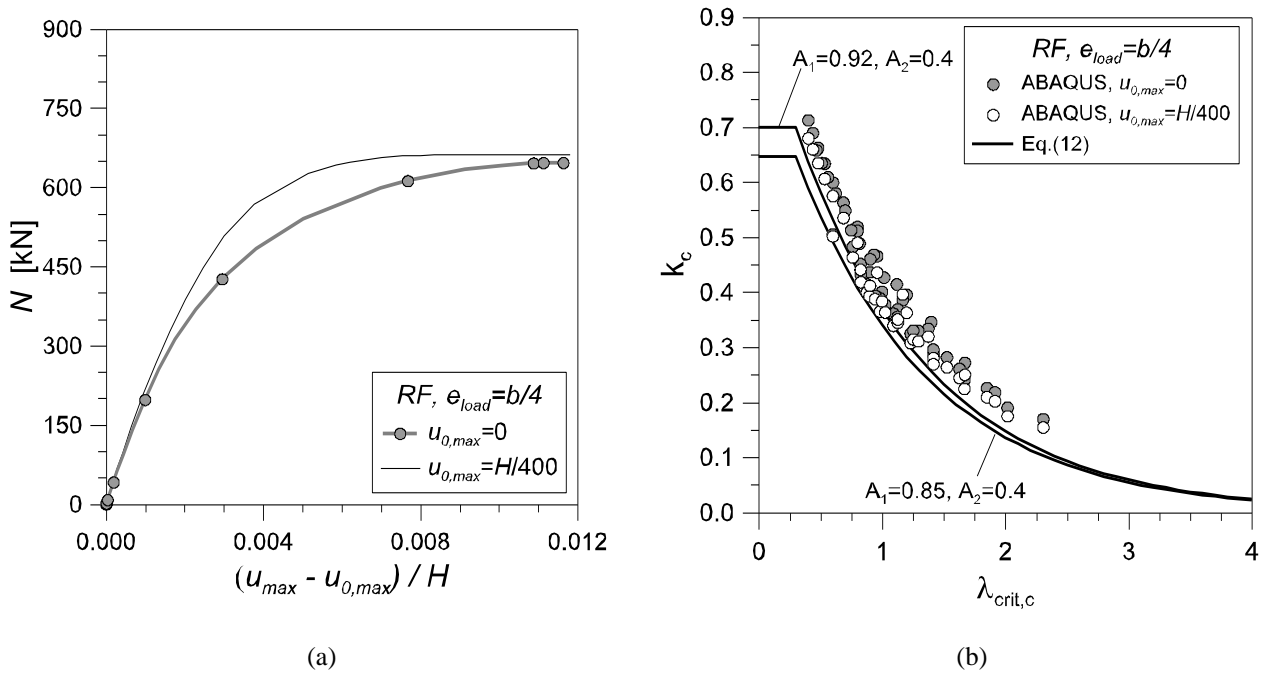 900
750
600
450
300
150
0
N [kN]
0.000
0.004
0.008
0.012
(u_max - u_0,max) / H
RF, e_load=b/4
u_0,max=0
u_0,max=H/400
(a)
0.9
0.8
0.7
0.6
0.5
0.4
0.3
0.2
0.1
0.0
k_c
A_1=0.92, A_2=0.4
RF, e_load=b/4
ABAQUS, u_0,max=0
ABAQUS, u_0,max=H/400
Eq.(12)
A_1=0.85, A_2=0.4
0
1
2
3
4
λ_crit,c
(b)